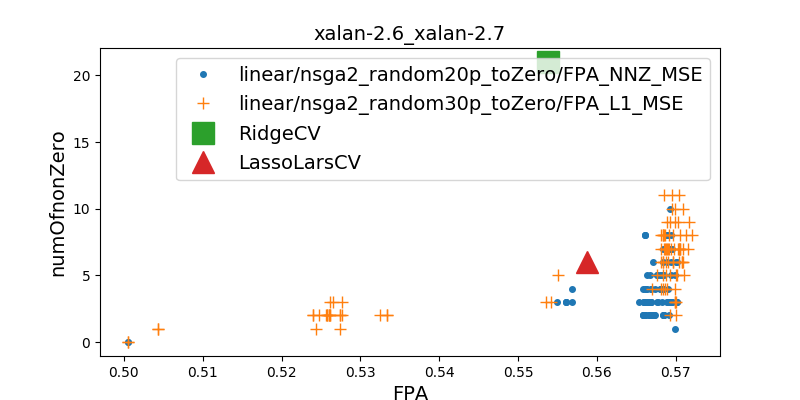 xalan-2.6_xalan-2.7
linear/nsga2_random20p_toZero/FPA_NNZ_MSE
linear/nsga2_random30p_toZero/FPA_L1_MSE
RidgeCV
LassoLarsCV
numOfnonZero
20
15
10
5
0
0.50 0.51 0.52 0.53 0.54 0.55 0.56 0.57
FPA